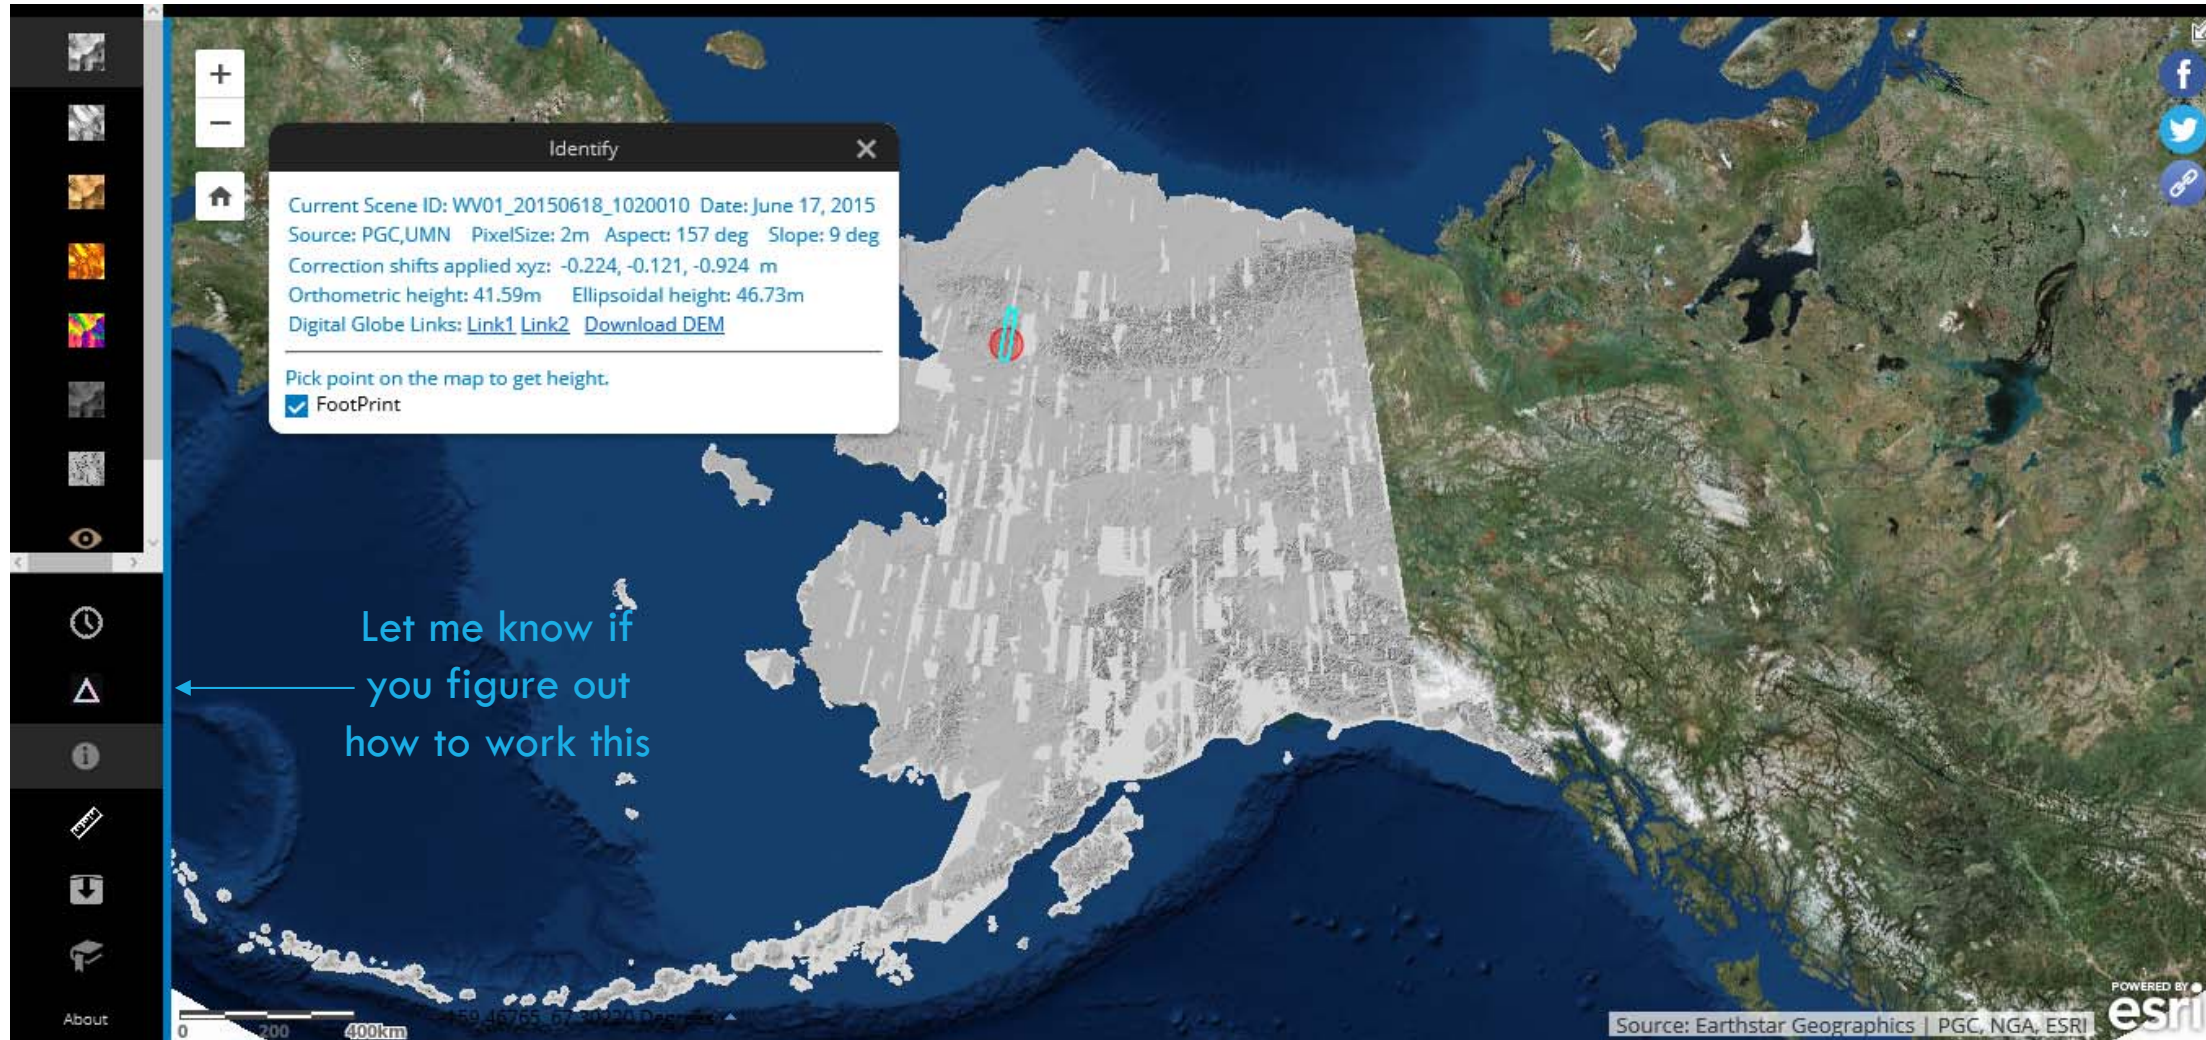 Identify
Current Scene ID: WV01_20150618_1020010 Date: June 17, 2015
Source: PGC,UMN PixelSize: 2m Aspect: 157 deg Slope: 9 deg
Correction shifts applied xyz: -0.224, -0.121, -0.924 m
Orthometric height: 41.59m Ellipsoidal height: 46.73m
Digital Globe Links: Link1 Link2 Download DEM
Pick point on the map to get height.
FootPrint
Let me know if
you figure out
how to work this
About
0 200 400km
Source: Earthstar Geographics | PGC, NGA, ESRI
POWERED BY
esri